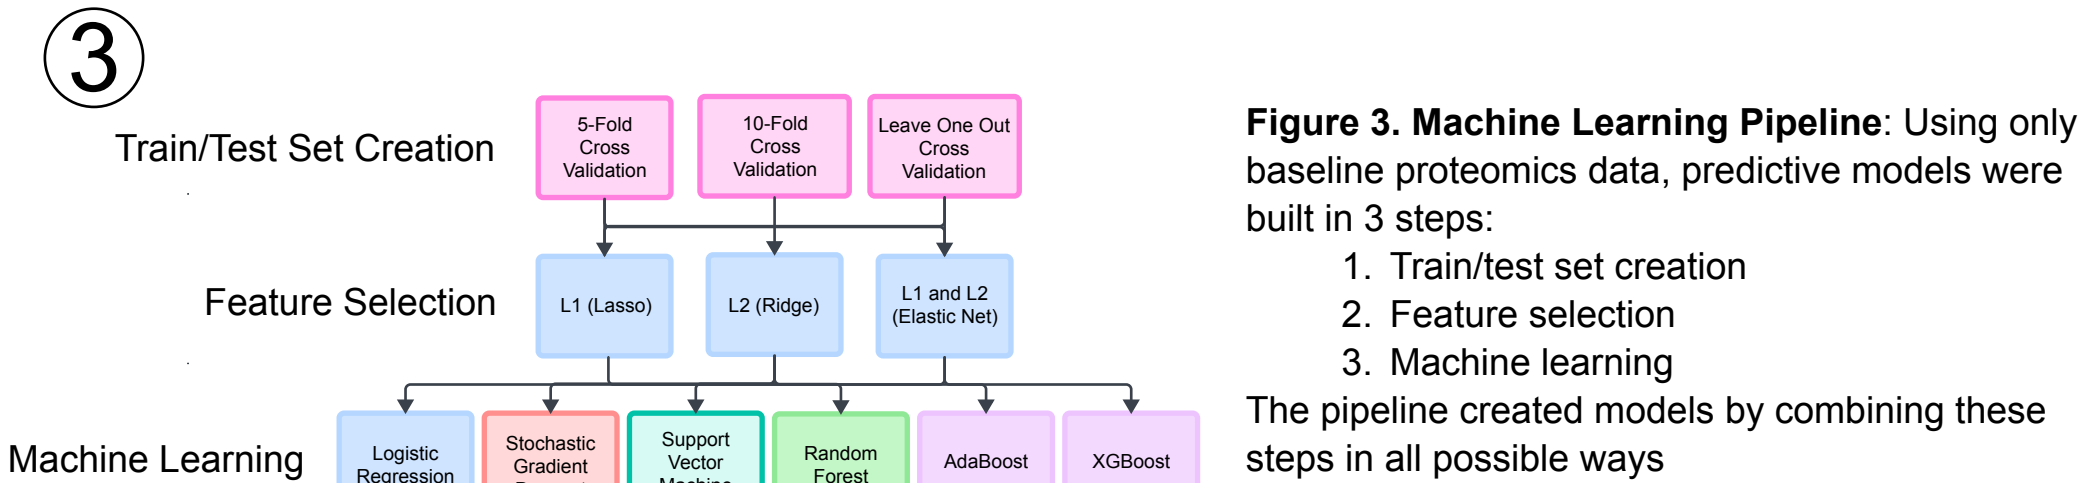 3
Train/Test Set Creation
5-Fold
Cross
Validation
10-Fold
Cross
Validation
Leave One Out
Cross
Validation
Feature Selection
L1 (Lasso)
L2 (Ridge)
L1 and L2
(Elastic Net)
Machine Learning
Logistic
Regression
Stochastic
Gradient
Support
Vector
Machine
Random
Forest
AdaBoost
XGBoost
Figure 3. Machine Learning Pipeline: Using only
baseline proteomics data, predictive models were
built in 3 steps:
1. Train/test set creation
2. Feature selection
3. Machine learning
The pipeline created models by combining these
steps in all possible ways